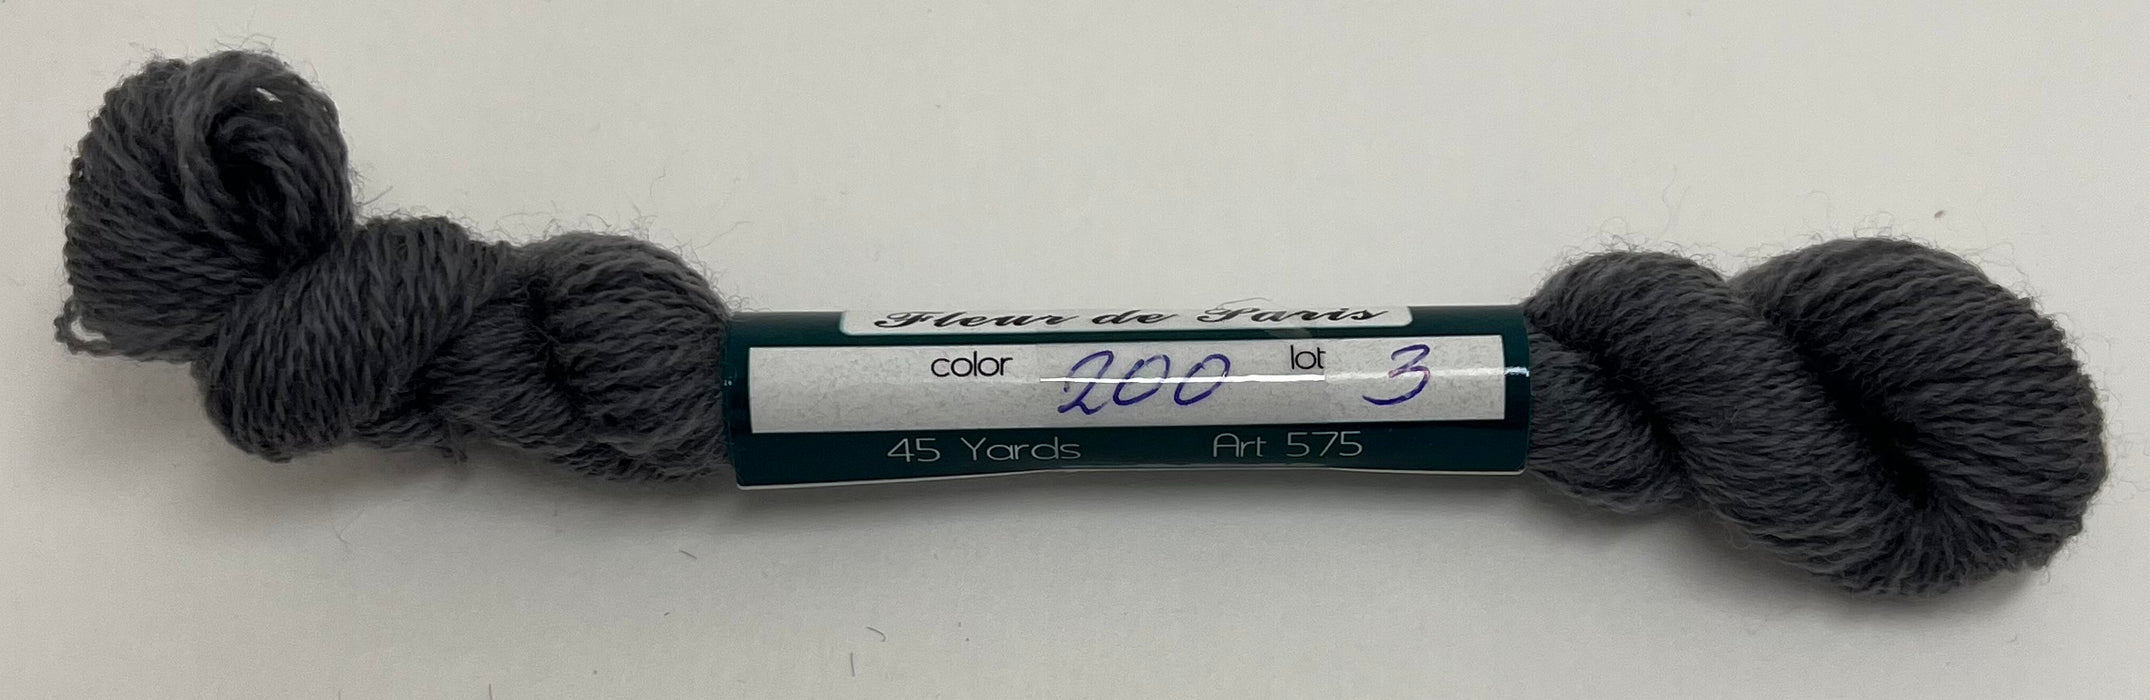 Fleur de Paris
color 200 lot 3
45 Yards Art 575